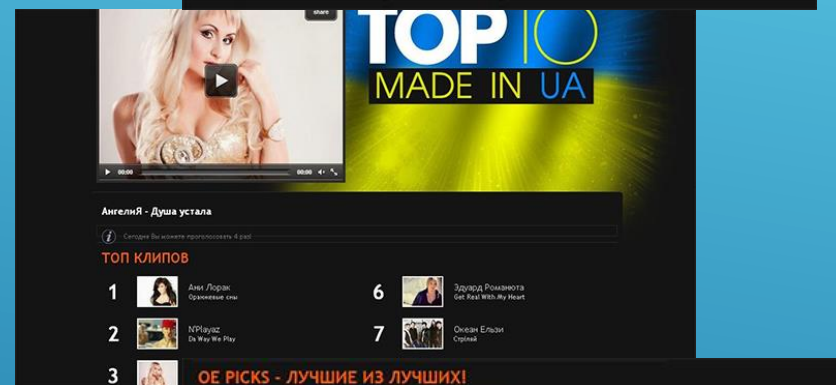 share
TOP 10
MADE IN UA
00:00
00:00
АнгелиЯ - Душа устала
Сегодня Вы можете проголосовать 4 раз!
ТОП КЛИПОВ
1
Ани Лорак
Оранжевые сны
6
Эдуард Романюта
Get Real With My Heart
2
N'Playaz
Da Way We Play
7
Океан Ельзи
Стріляй
3
OE PICKS - ЛУЧШИЕ ИЗ ЛУЧШИХ!